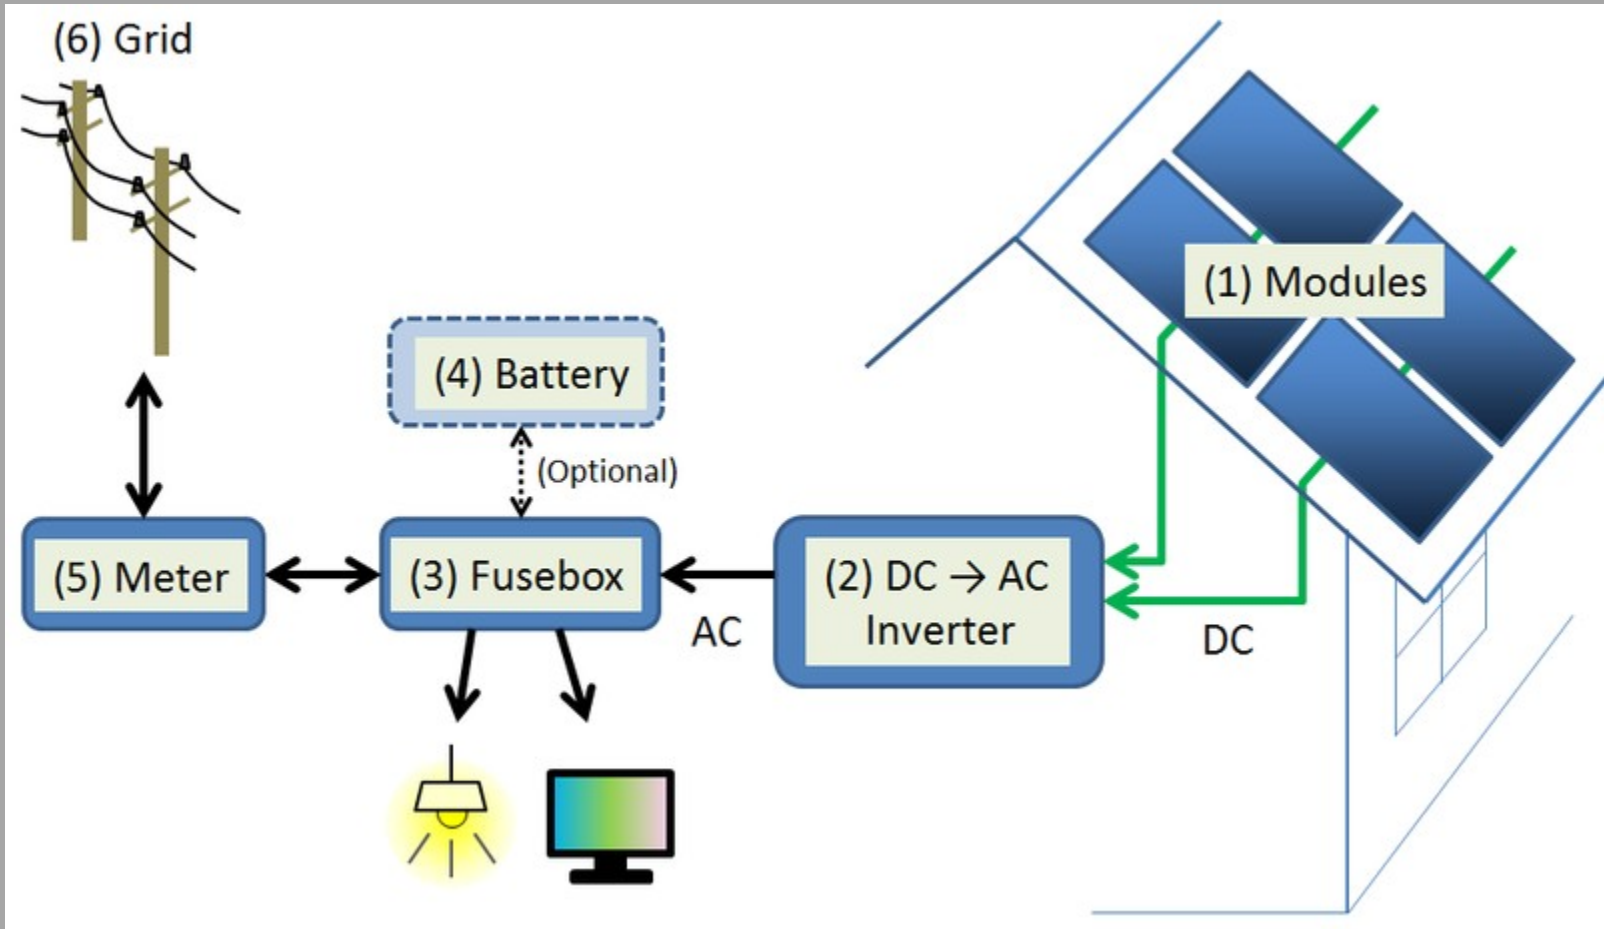 (6) Grid
(1) Modules
(4) Battery
(Optional)
(5) Meter
(3) Fusebox
AC
(2) DC → AC
Inverter
DC